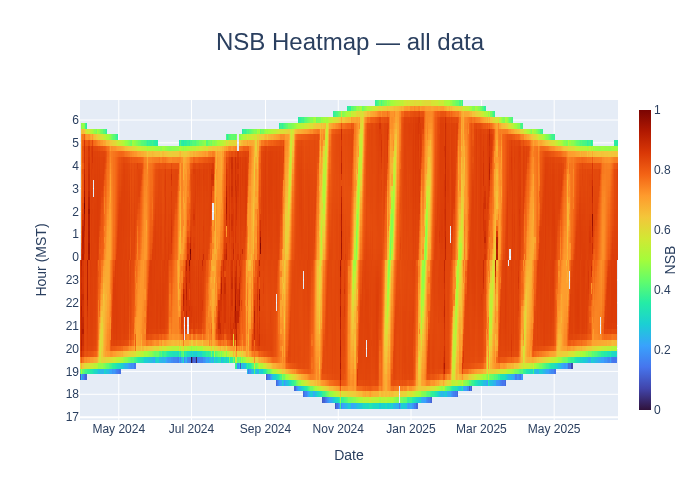 NSB Heatmap — all data
6
5
4
3
2
1
0
23
22
21
20
19
18
17
Hour (MST)
May 2024
Jul 2024
Sep 2024
Nov 2024
Jan 2025
Mar 2025
May 2025
Date
1
0.8
0.6
0.4
0.2
0
NSB